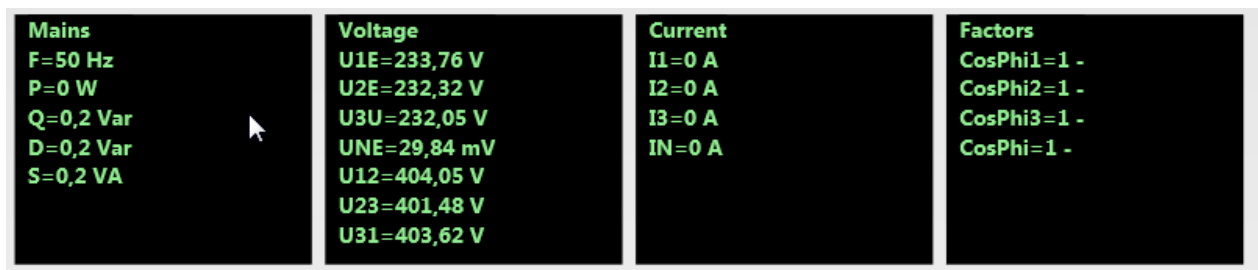 Mains
F=50 Hz
P=0 W
Q=0,2 Var
D=0,2 Var
S=0,2 VA
Voltage
U1E=233,76 V
U2E=232,32 V
U3U=232,05 V
UNE=29,84 mV
U12=404,05 V
U23=401,48 V
U31=403,62 V
Current
I1=0 A
I2=0 A
I3=0 A
IN=0 A
Factors
CosPhi1=1 -
CosPhi2=1 -
CosPhi3=1 -
CosPhi=1 -